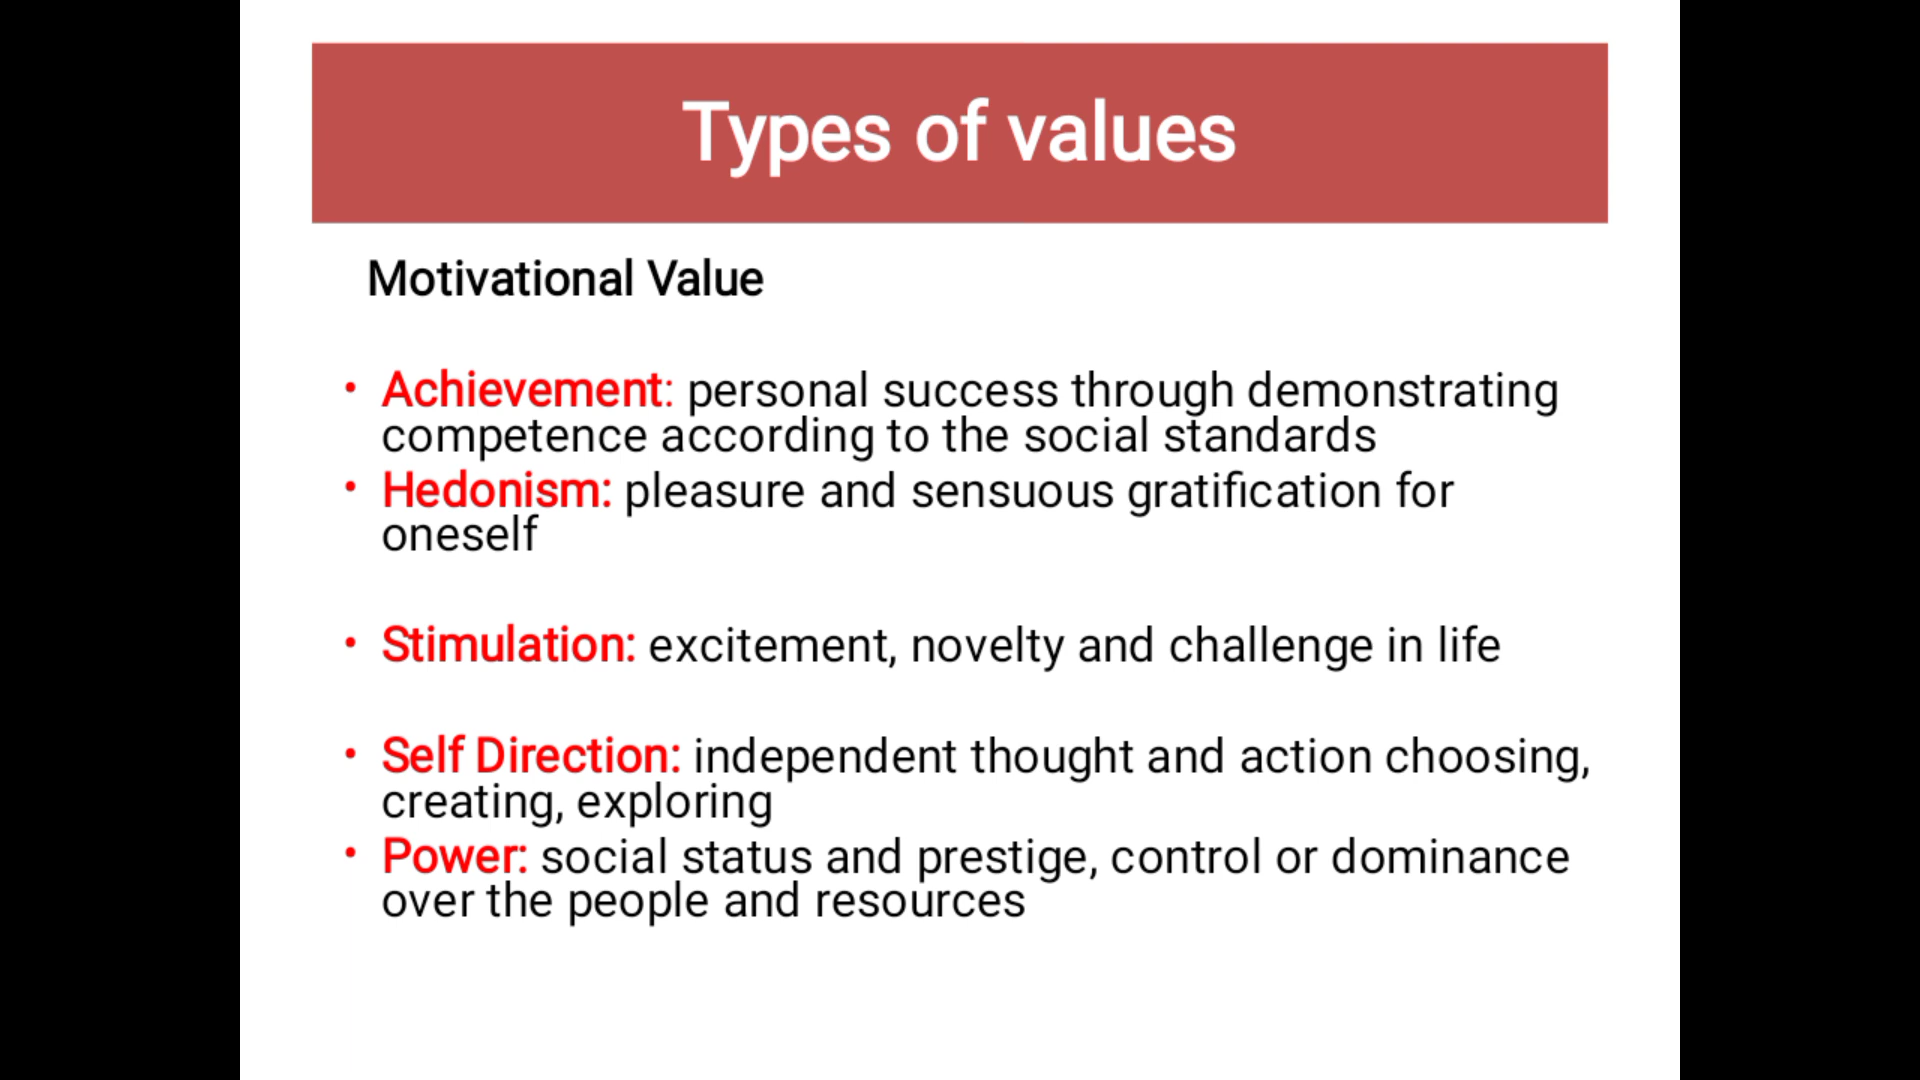 Types of values
Motivational Value
• Achievement: personal success through demonstrating
competence according to the social standards
• Hedonism: pleasure and sensuous gratification for
oneself
• Stimulation: excitement, novelty and challenge in life
• Self Direction: independent thought and action choosing,
creating, exploring
• Power: social status and prestige, control or dominance
over the people and resources